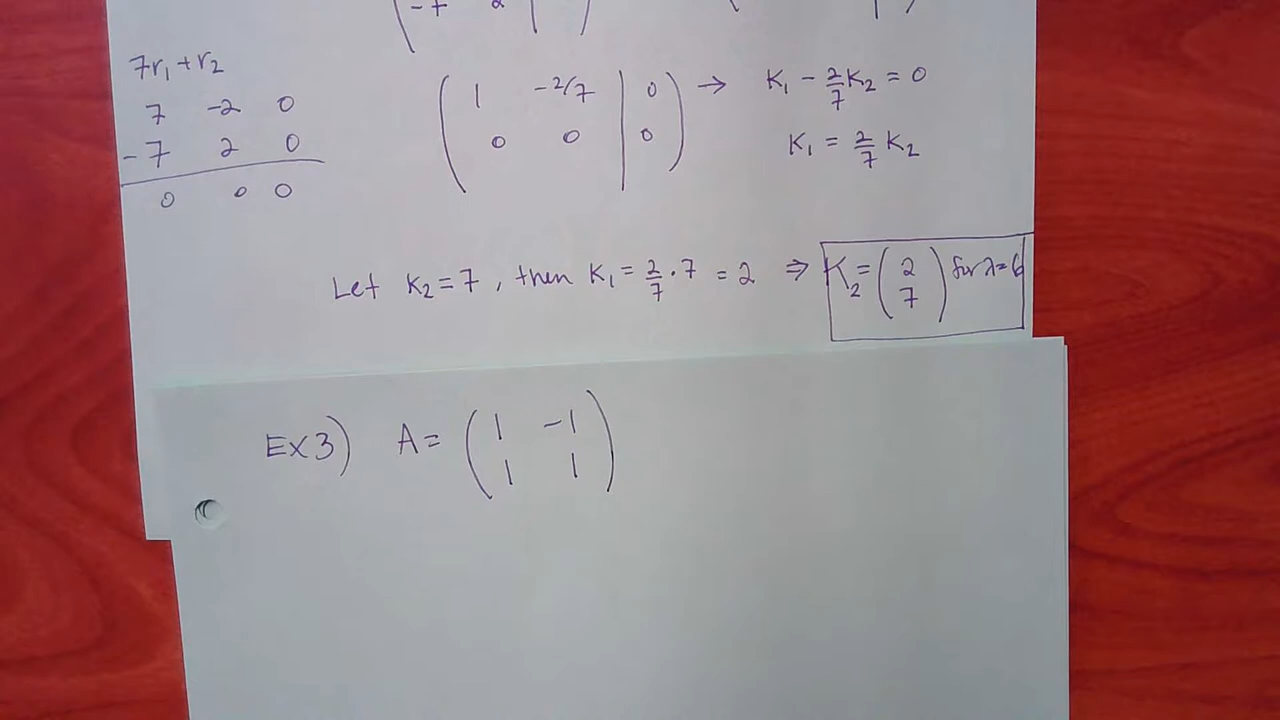 7r₁+r₂
7 -2 0
-7 2 0
0 0 0
( 1 -2/7 | 0 ) → K₁ - 2/7 K₂ = 0
( 0 0 | 0 ) K₁ = 2/7 K₂
Let K₂=7, then K₁ = 2/7 · 7 = 2 ⇒ K₂ = ( 2 7 ) for λ=6
Ex3) A = ( 1 -1
1 1 )